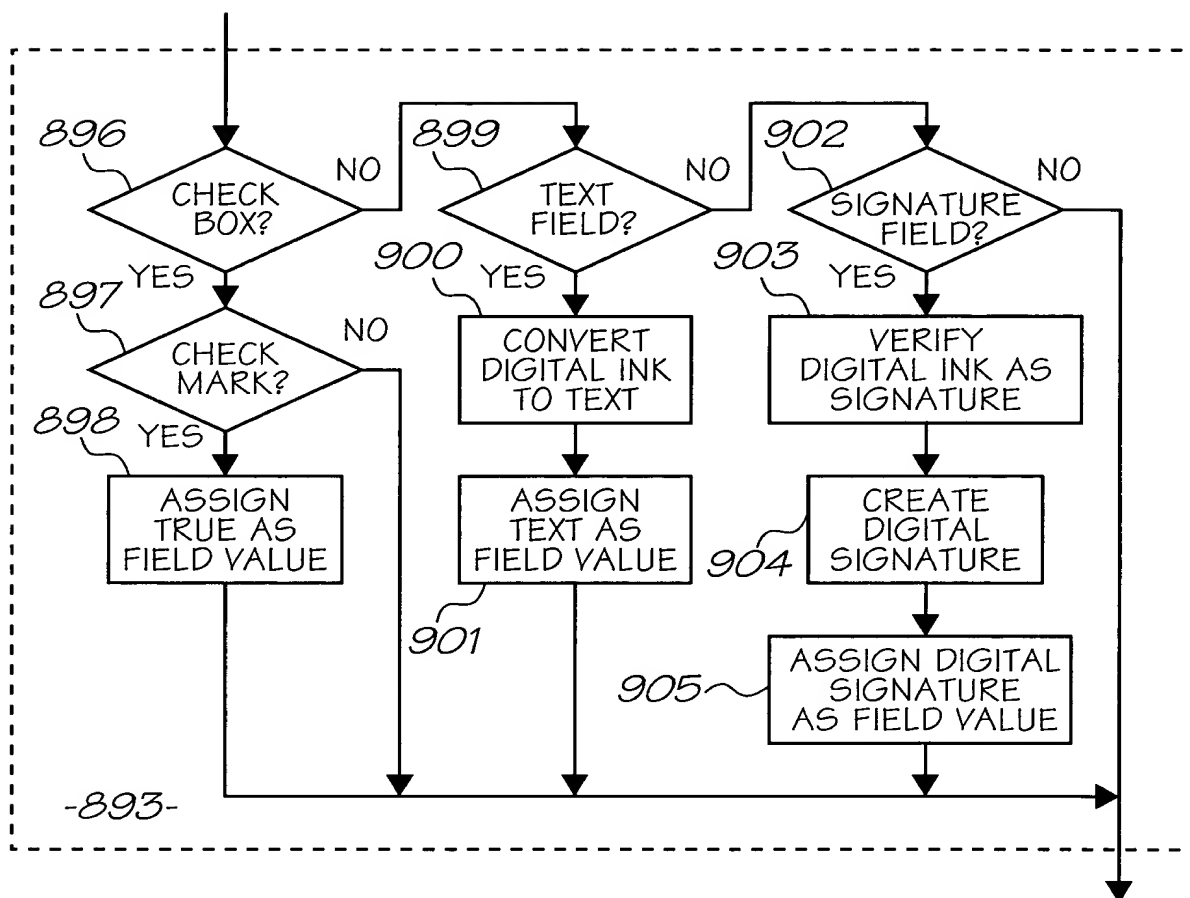 896
CHECK
BOX?
NO
YES
897
CHECK
MARK?
NO
YES
898
ASSIGN
TRUE AS
FIELD VALUE
899
TEXT
FIELD?
NO
YES
900
CONVERT
DIGITAL INK
TO TEXT
ASSIGN
TEXT AS
FIELD VALUE
901
902
SIGNATURE
FIELD?
NO
YES
903
VERIFY
DIGITAL INK AS
SIGNATURE
CREATE
DIGITAL
SIGNATURE
904
ASSIGN DIGITAL
SIGNATURE
AS FIELD VALUE
905
-893-